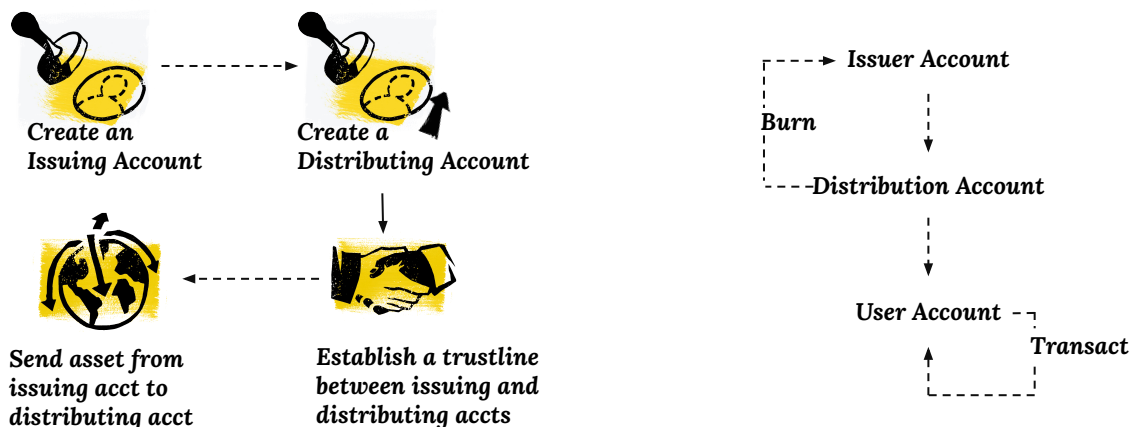 Create an
Issuing Account
Create a
Distributing Account
Send asset from
issuing acct to
distributing acct
Establish a trustline
between issuing and
distributing accts
Issuer Account
Burn
Distribution Account
User Account
Transact